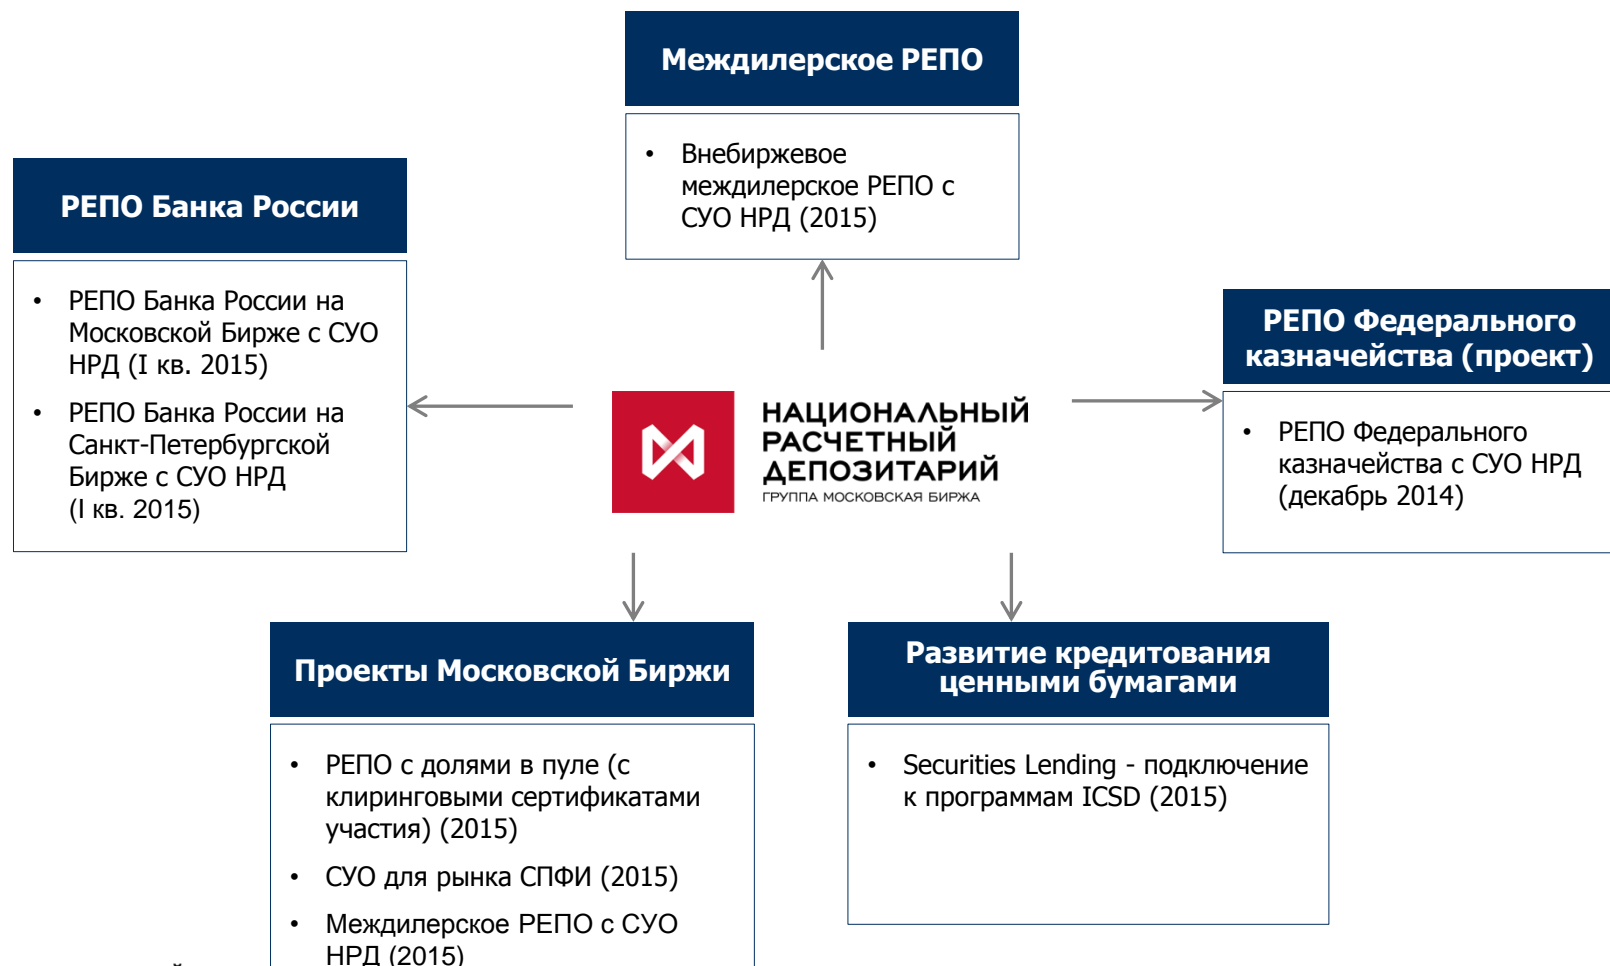 Междилерское РЕПО
• Внебиржевое
междилерское РЕПО с
СУО НРД (2015)
РЕПО Банка России
• РЕПО Банка России на
Московской Бирже с СУО
НРД (I кв. 2015)
• РЕПО Банка России на
Санкт-Петербургской
Бирже с СУО НРД
(I кв. 2015)
РЕПО Федерального
казначейства (проект)
• РЕПО Федерального
казначейства с СУО НРД
(декабрь 2014)
НАЦИОНАЛЬНЫЙ
РАСЧЕТНЫЙ
ДЕПОЗИТАРИЙ
ГРУППА МОСКОВСКАЯ БИРЖА
Проекты Московской Биржи
• РЕПО с долями в пуле (с
клиринговыми сертификатами
участия) (2015)
• СУО для рынка СПФИ (2015)
• Междилерское РЕПО с СУО
НРД (2015)
Развитие кредитования
ценными бумагами
• Securities Lending - подключение
к программам ICSD (2015)